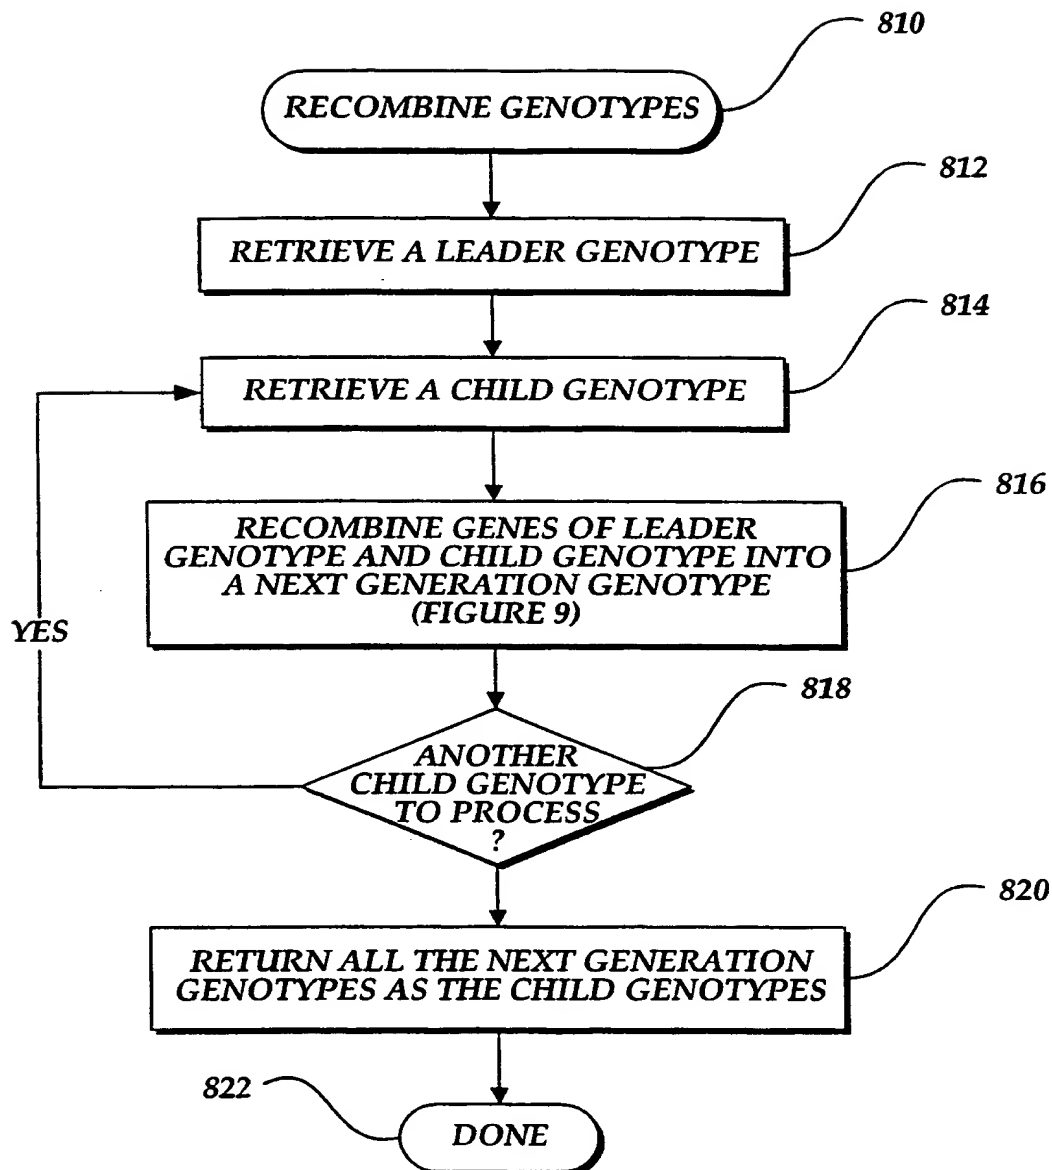 810
RECOMBINE GENOTYPES
812
RETRIEVE A LEADER GENOTYPE
814
RETRIEVE A CHILD GENOTYPE
816
RECOMBINE GENES OF LEADER
GENOTYPE AND CHILD GENOTYPE INTO
A NEXT GENERATION GENOTYPE
(FIGURE 9)
YES
818
ANOTHER
CHILD GENOTYPE
TO PROCESS
?
820
RETURN ALL THE NEXT GENERATION
GENOTYPES AS THE CHILD GENOTYPES
822
DONE